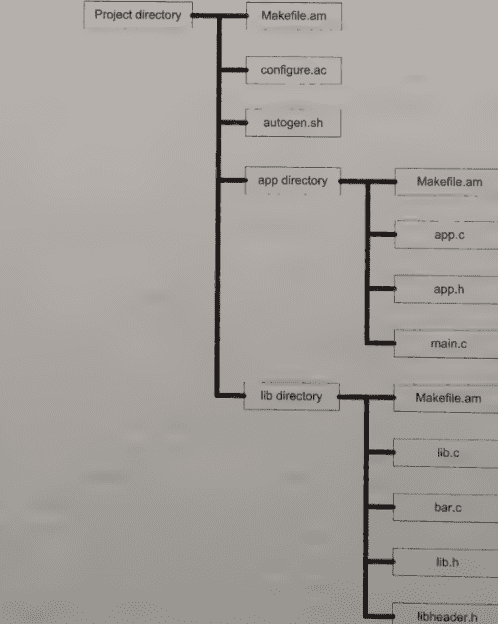 Project directory
Makefile.am
configure.ac
autogen.sh
app directory
Makefile.am
app.c
app.h
main.c
lib directory
Makefile.am
lib.c
bar.c
lib.h
libheader.h